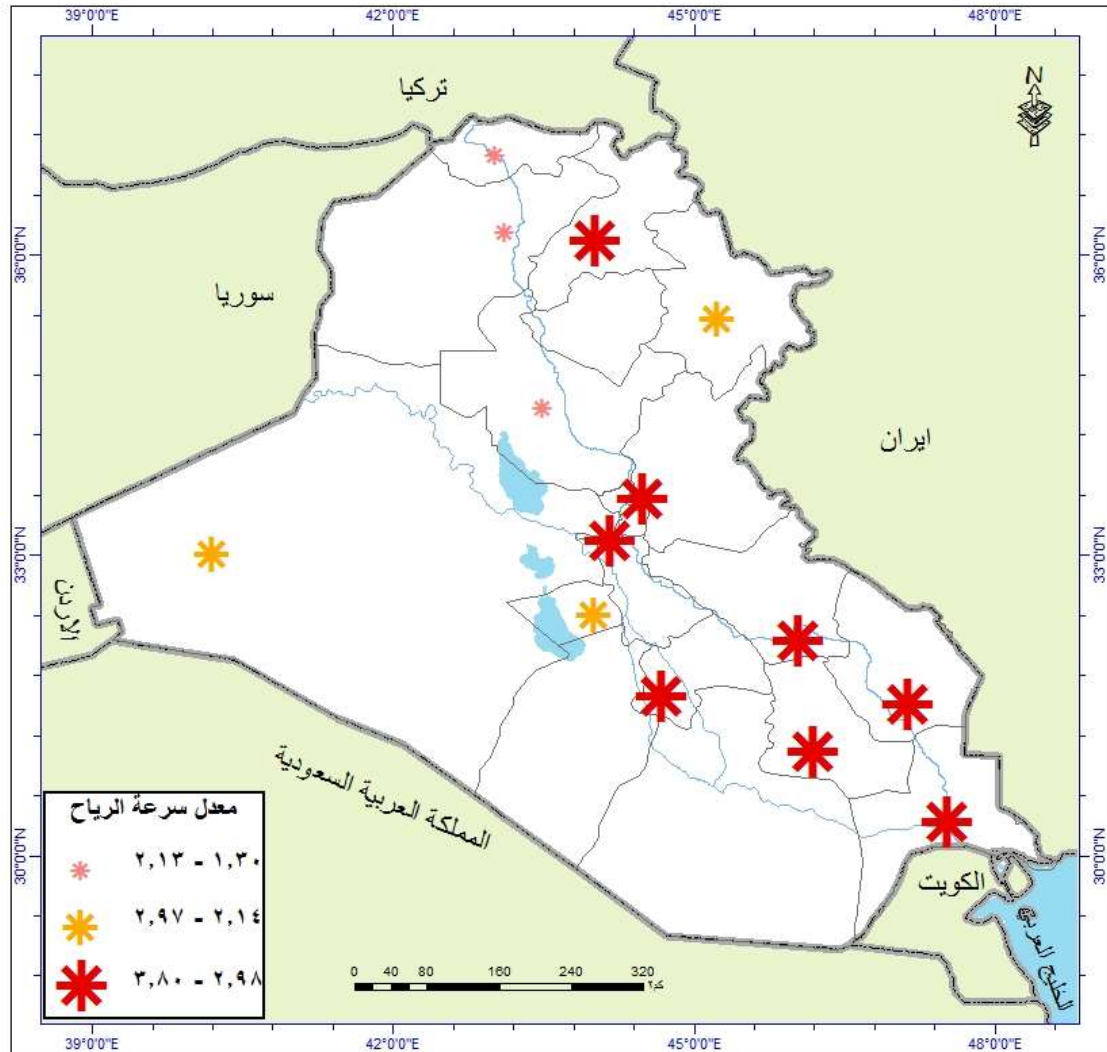 39°0'0"E
42°0'0"E
45°0'0"E
48°0'0"E
N
تركيا
36°0'0"N
36°0'0"N
سوريا
ايران
33°0'0"N
33°0'0"N
الاردن
المملكة العربية السعودية
30°0'0"N
30°0'0"N
الكويت
الخليج العربي
معدل سرعة الرياح
١,٣٠ - ٢,١٣
٢,١٤ - ٢,٩٧
٢,٩٨ - ٣,٨٠
0 20 40 80 160 240 320
كم٢
39°0'0"E
42°0'0"E
45°0'0"E
48°0'0"E